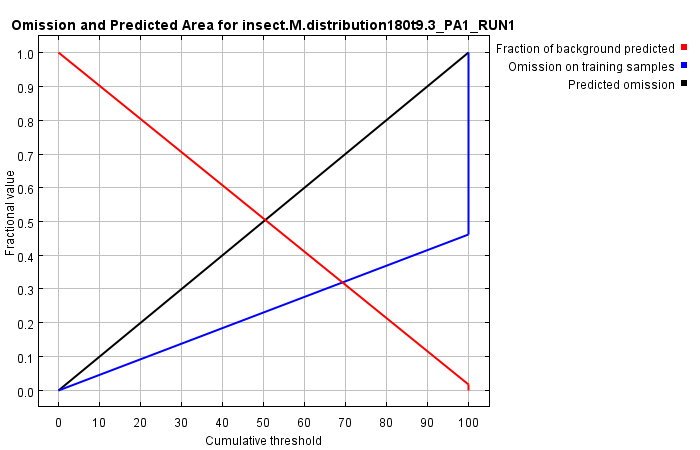 Omission and Predicted Area for insect.M.distribution180t9.3_PA1_RUN1
Fraction of background predicted
Omission on training samples
Predicted omission
Fractional value
1.0
0.9
0.8
0.7
0.6
0.5
0.4
0.3
0.2
0.1
0.0
0 10 20 30 40 50 60 70 80 90 100
Cumulative threshold